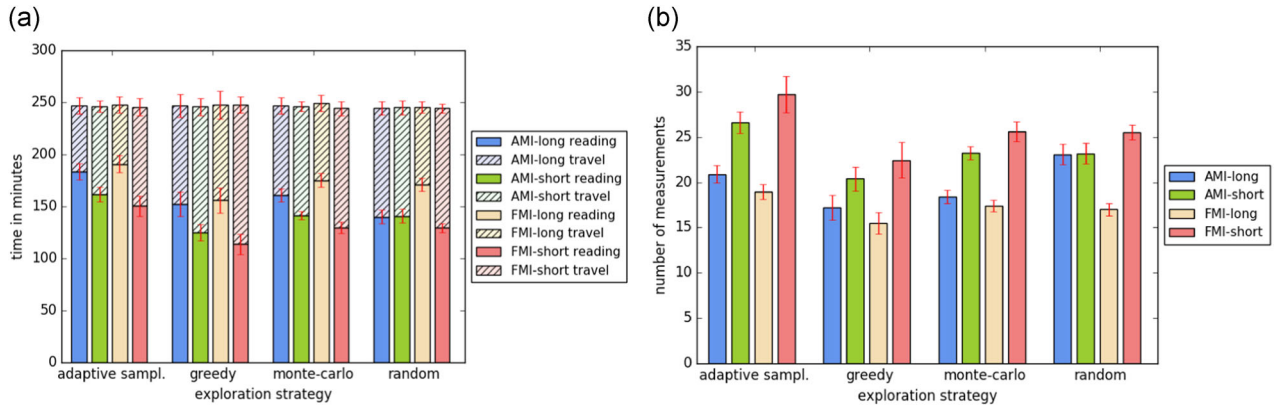 (a)
300
250
200
150
100
50
0
time in minutes
adaptive sampl. greedy monte-carlo random
exploration strategy
AMI-long reading
AMI-long travel
AMI-short reading
AMI-short travel
FMI-long reading
FMI-long travel
FMI-short reading
FMI-short travel
(b)
35
30
25
20
15
10
5
0
number of measurements
adaptive sampl. greedy monte-carlo random
exploration strategy
AMI-long
AMI-short
FMI-long
FMI-short